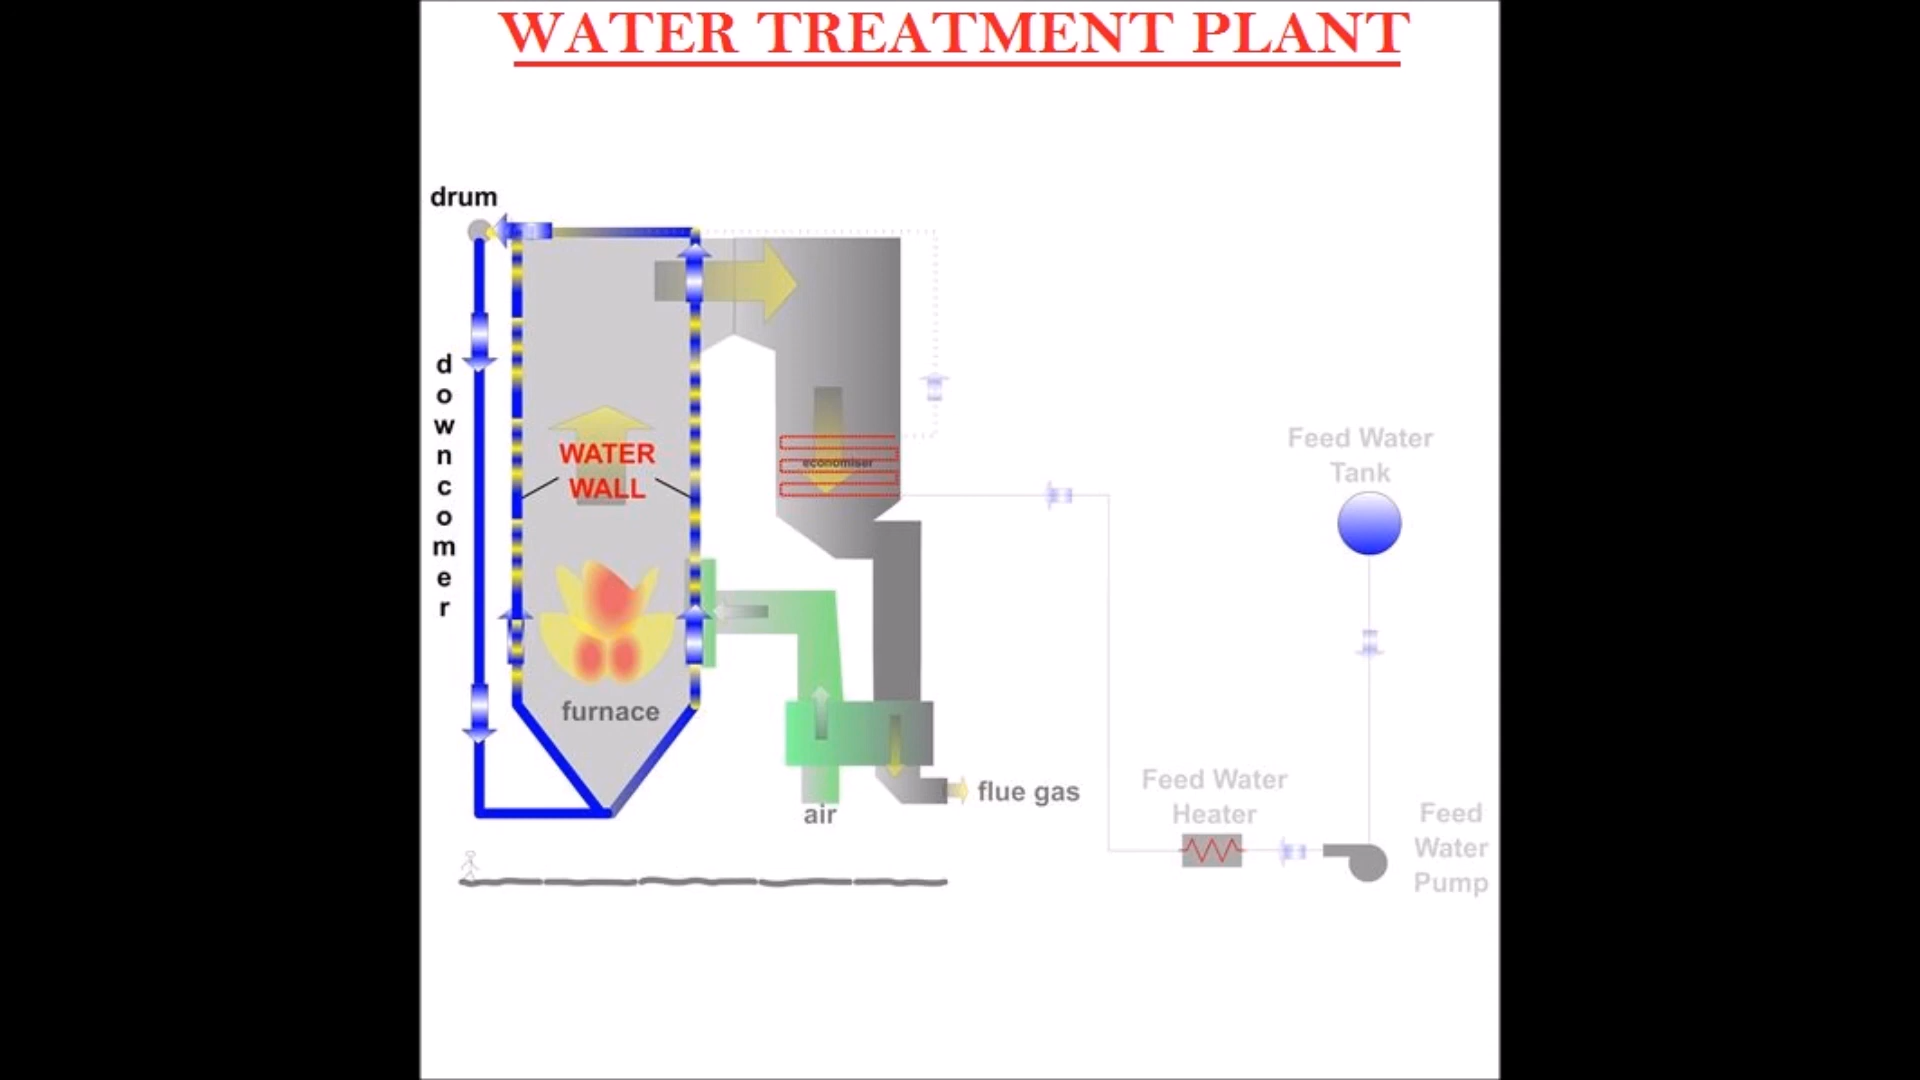 WATER TREATMENT PLANT
drum
downcomer
WATER
WALL
economiser
furnace
air
flue gas
Feed Water
Tank
Feed Water
Heater
Feed
Water
Pump